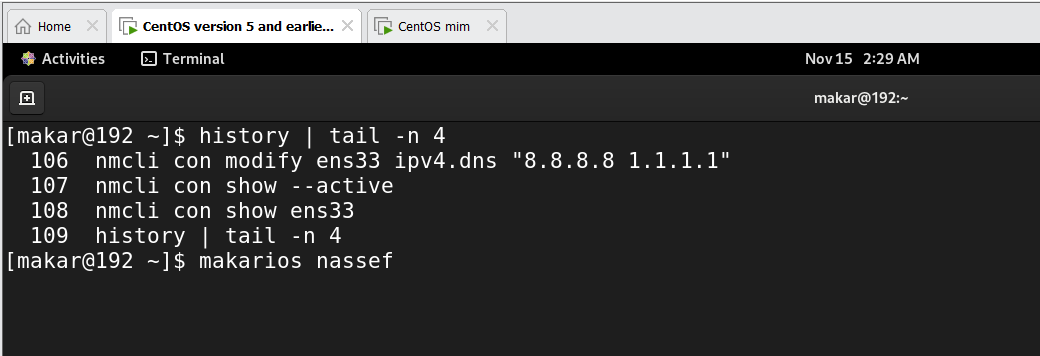 Home
CentOS version 5 and earlie...
CentOS mim
Activities
Terminal
Nov 15 2:29 AM
makar@192:~
[makar@192 ~]$ history | tail -n 4
  106  nmcli con modify ens33 ipv4.dns "8.8.8.8 1.1.1.1"
  107  nmcli con show --active
  108  nmcli con show ens33
  109  history | tail -n 4
[makar@192 ~]$ makarios nassef